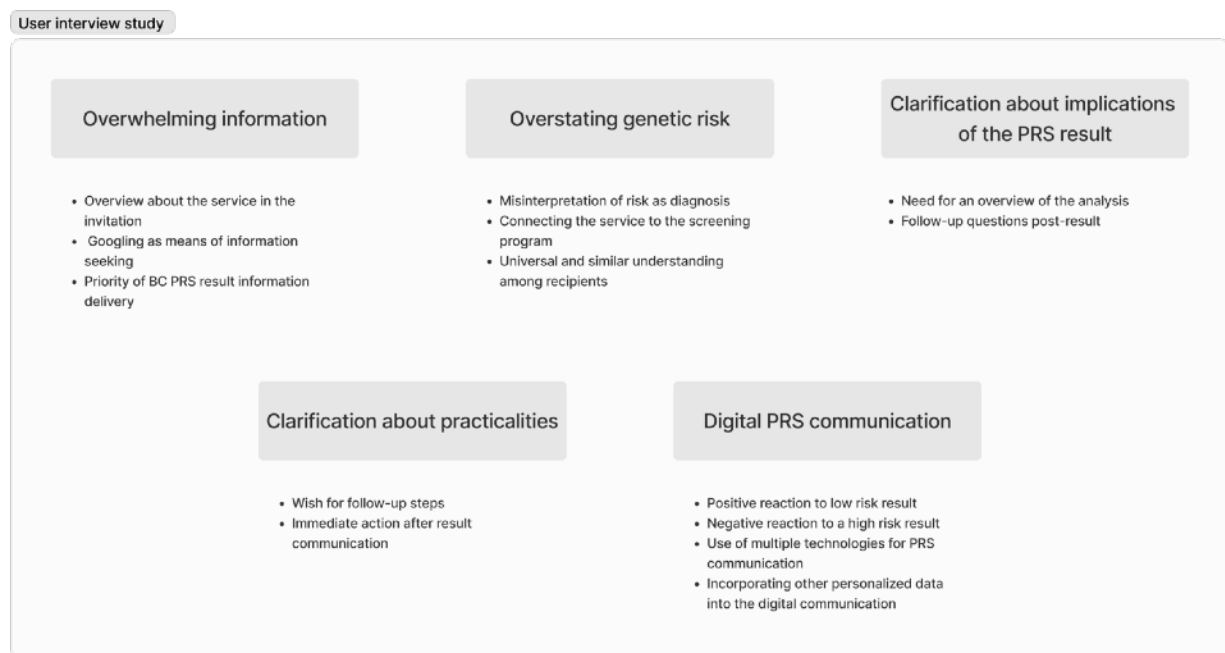 User interview study
Overwhelming information
• Overview about the service in the
invitation
• Googling as means of information
seeking
• Priority of BC PRS result information
delivery
Overstating genetic risk
• Misinterpretation of risk as diagnosis
• Connecting the service to the screening
program
• Universal and similar understanding
among recipients
Clarification about implications
of the PRS result
• Need for an overview of the analysis
• Follow-up questions post-result
Clarification about practicalities
• Wish for follow-up steps
• Immediate action after result
communication
Digital PRS communication
• Positive reaction to low risk result
• Negative reaction to a high risk result
• Use of multiple technologies for PRS
communication
• Incorporating other personalized data
into the digital communication